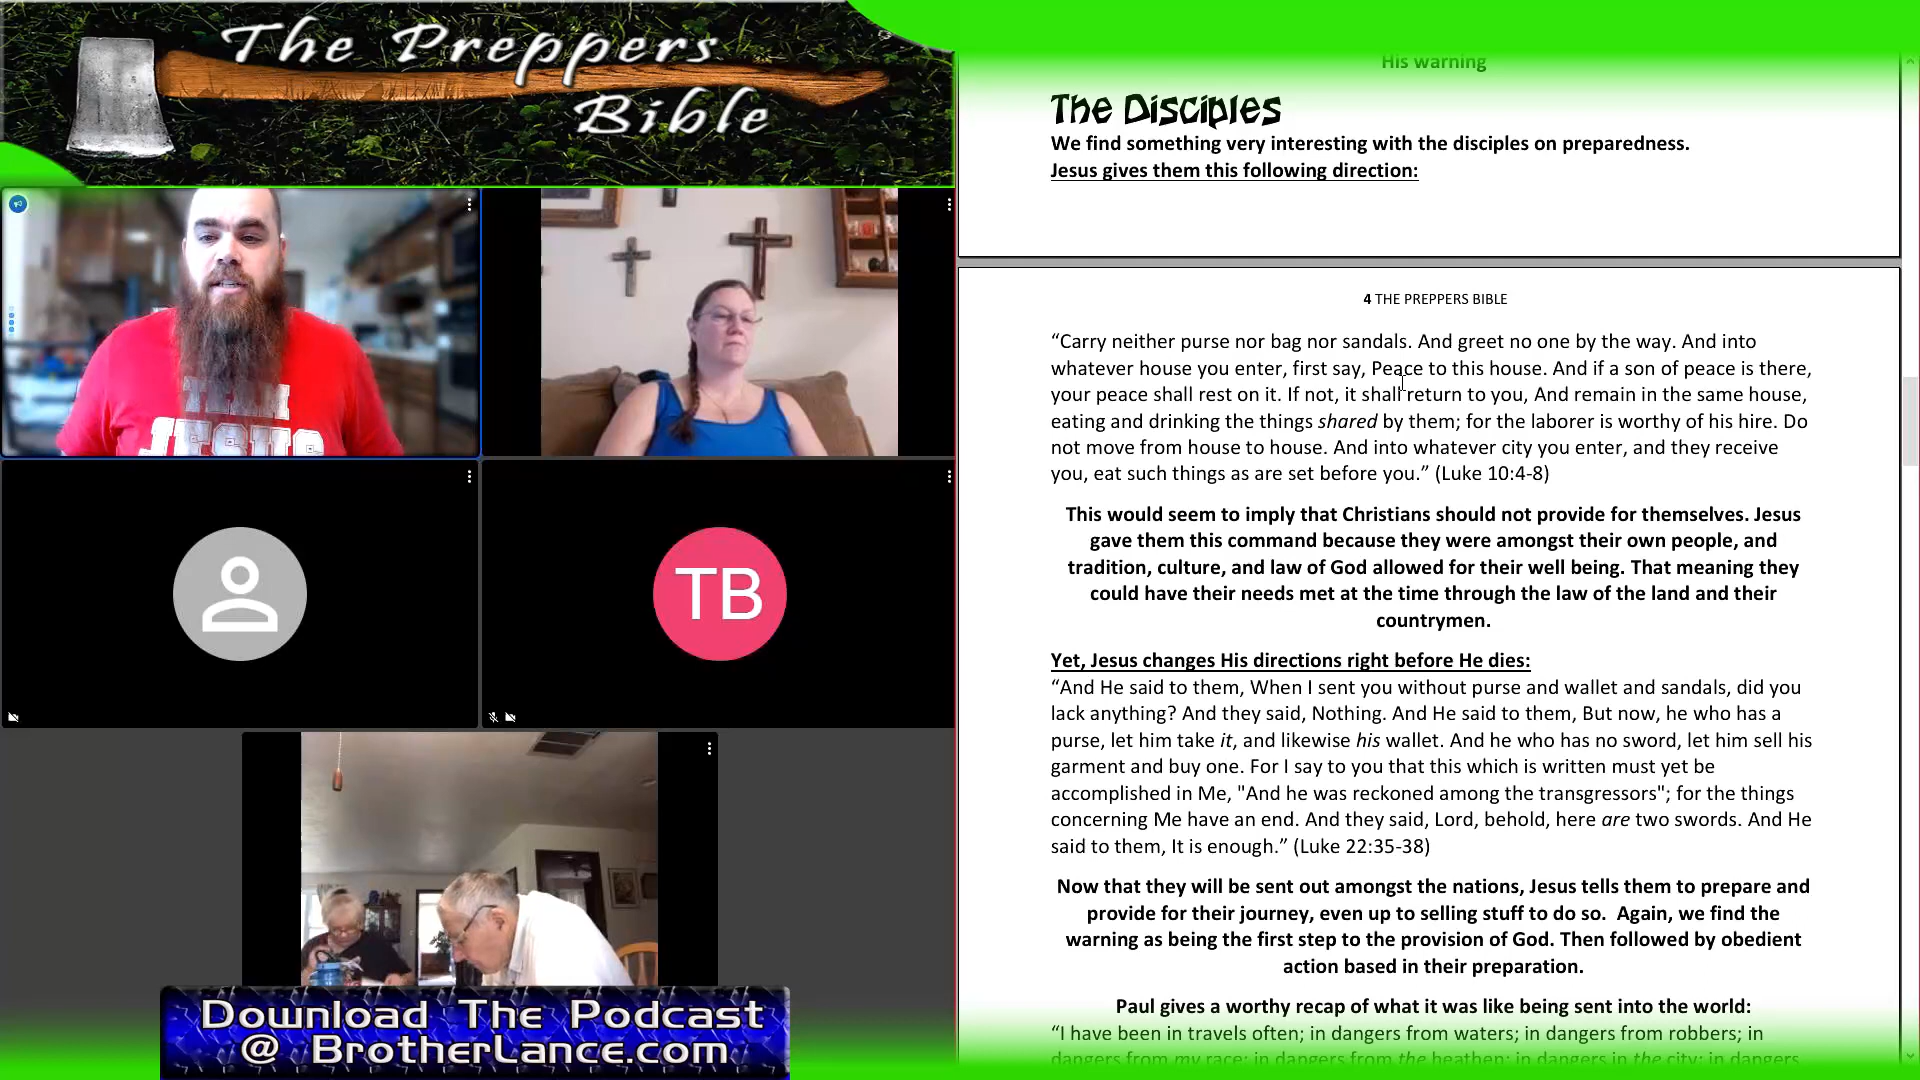 The Preppers
Bible
TEAM
JESUS
TB
Download The Podcast
@ BrotherLance.com
His warning
The Disciples
We find something very interesting with the disciples on preparedness.
Jesus gives them this following direction:
4 THE PREPPERS BIBLE
“Carry neither purse nor bag nor sandals. And greet no one by the way. And into
whatever house you enter, first say, Peace to this house. And if a son of peace is there,
your peace shall rest on it. If not, it shall return to you, And remain in the same house,
eating and drinking the things shared by them; for the laborer is worthy of his hire. Do
not move from house to house. And into whatever city you enter, and they receive
you, eat such things as are set before you.” (Luke 10:4-8)
This would seem to imply that Christians should not provide for themselves. Jesus
gave them this command because they were amongst their own people, and
tradition, culture, and law of God allowed for their well being. That meaning they
could have their needs met at the time through the law of the land and their
countrymen.
Yet, Jesus changes His directions right before He dies:
“And He said to them, When I sent you without purse and wallet and sandals, did you
lack anything? And they said, Nothing. And He said to them, But now, he who has a
purse, let him take it, and likewise his wallet. And he who has no sword, let him sell his
garment and buy one. For I say to you that this which is written must yet be
accomplished in Me, "And he was reckoned among the transgressors"; for the things
concerning Me have an end. And they said, Lord, behold, here are two swords. And He
said to them, It is enough.” (Luke 22:35-38)
Now that they will be sent out amongst the nations, Jesus tells them to prepare and
provide for their journey, even up to selling stuff to do so. Again, we find the
warning as being the first step to the provision of God. Then followed by obedient
action based in their preparation.
Paul gives a worthy recap of what it was like being sent into the world:
“I have been in travels often; in dangers from waters; in dangers from robbers; in
dangers from my race; in dangers from the heathen; in dangers in the city; in dangers